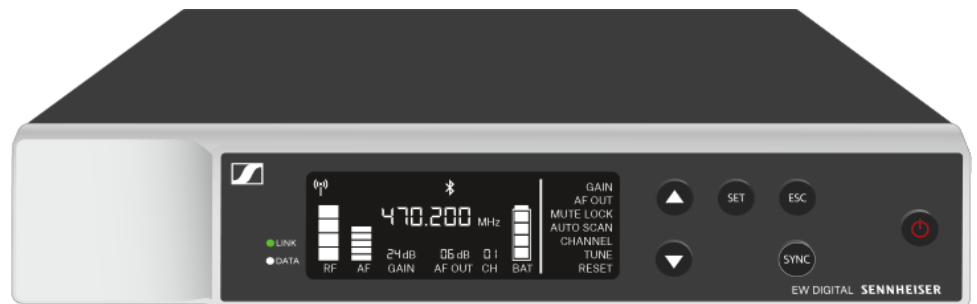 470.200 MHz
24 dB 06 dB 01
RF AF GAIN AF OUT CH BAT
GAIN
AF OUT
MUTE LOCK
AUTO SCAN
CHANNEL
TUNE
RESET
LINK
DATA
SET ESC
SYNC
EW DIGITAL SENNHEISER